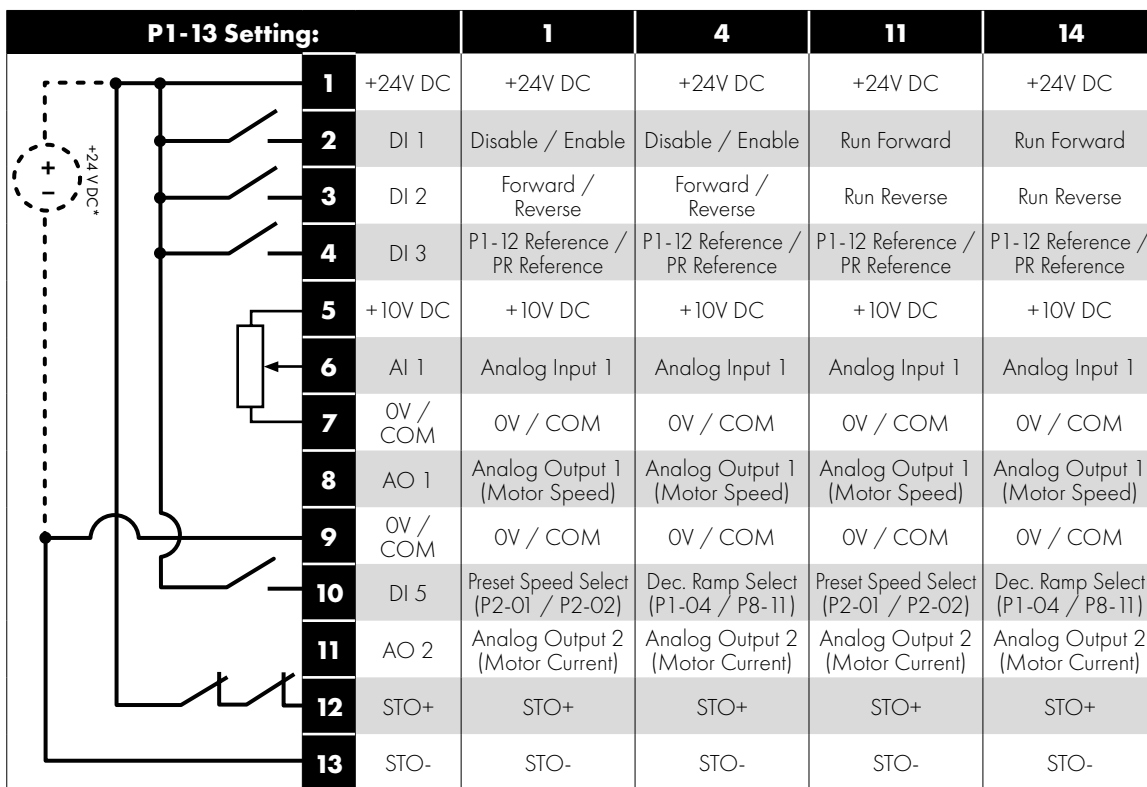 P1-13 Setting: 1 4 11 14
1 +24V DC +24V DC +24V DC +24V DC +24V DC
2 DI 1 Disable / Enable Disable / Enable Run Forward Run Forward
+
−
+24 V DC*
3 DI 2 Forward / Reverse Forward / Reverse Run Reverse Run Reverse
4 DI 3 P1-12 Reference / PR Reference P1-12 Reference / PR Reference P1-12 Reference / PR Reference P1-12 Reference / PR Reference
5 +10V DC +10V DC +10V DC +10V DC +10V DC
6 AI 1 Analog Input 1 Analog Input 1 Analog Input 1 Analog Input 1
7 0V / COM 0V / COM 0V / COM 0V / COM 0V / COM
8 AO 1 Analog Output 1 (Motor Speed) Analog Output 1 (Motor Speed) Analog Output 1 (Motor Speed) Analog Output 1 (Motor Speed)
9 0V / COM 0V / COM 0V / COM 0V / COM 0V / COM
10 DI 5 Preset Speed Select (P2-01 / P2-02) Dec. Ramp Select (P1-04 / P8-11) Preset Speed Select (P2-01 / P2-02) Dec. Ramp Select (P1-04 / P8-11)
11 AO 2 Analog Output 2 (Motor Current) Analog Output 2 (Motor Current) Analog Output 2 (Motor Current) Analog Output 2 (Motor Current)
12 STO+ STO+ STO+ STO+ STO+
13 STO- STO- STO- STO- STO-